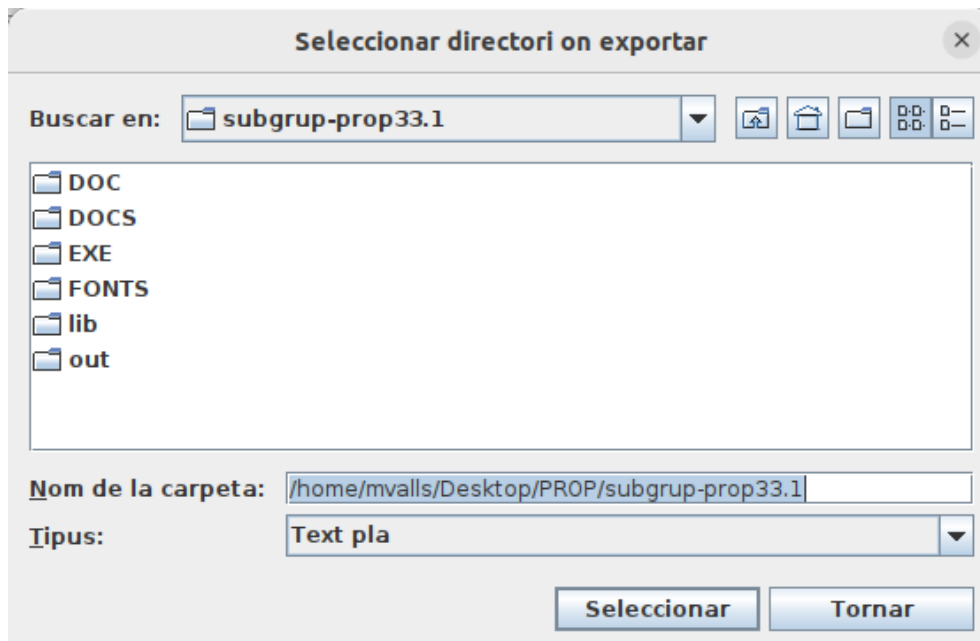 Seleccionar directori on exportar
Buscar en: subgrup-prop33.1
DOC
DOCS
EXE
FONTS
lib
out
Nom de la carpeta: /home/mvalls/Desktop/PROP/subgrup-prop33.1
Tipus: Text pla
Seleccionar Tornar